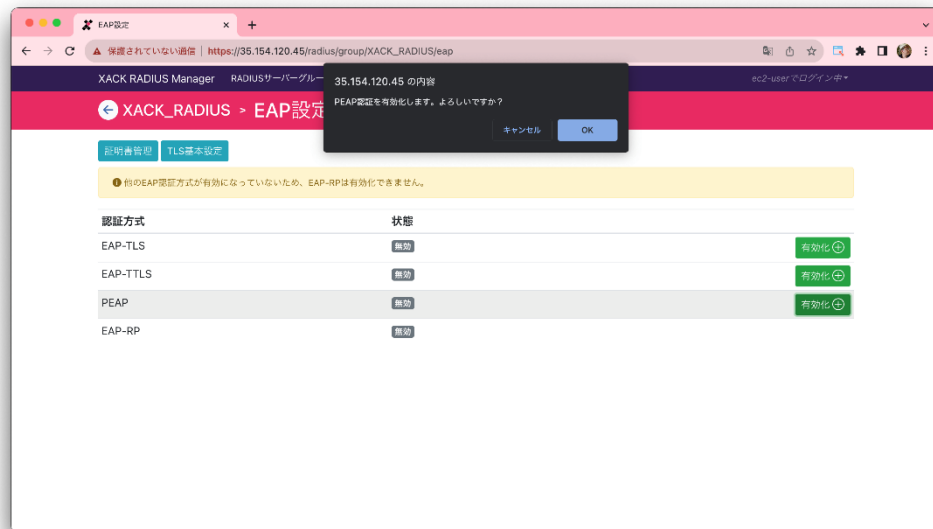 EAP設定
保護されていない通信 | https://35.154.120.45/radius/group/XACK_RADIUS/eap
XACK RADIUS Manager RADIUSサーバーグルー
ec2-userでログイン中
XACK_RADIUS > EAP設定
35.154.120.45 の内容
PEAP認証を有効化します。よろしいですか？
キャンセル OK
証明書管理 TLS基本設定
他のEAP認証方式が有効になっていないため、EAP-RPは有効化できません。
認証方式 状態
EAP-TLS 無効 有効化
EAP-TTLS 無効 有効化
PEAP 無効 有効化
EAP-RP 無効